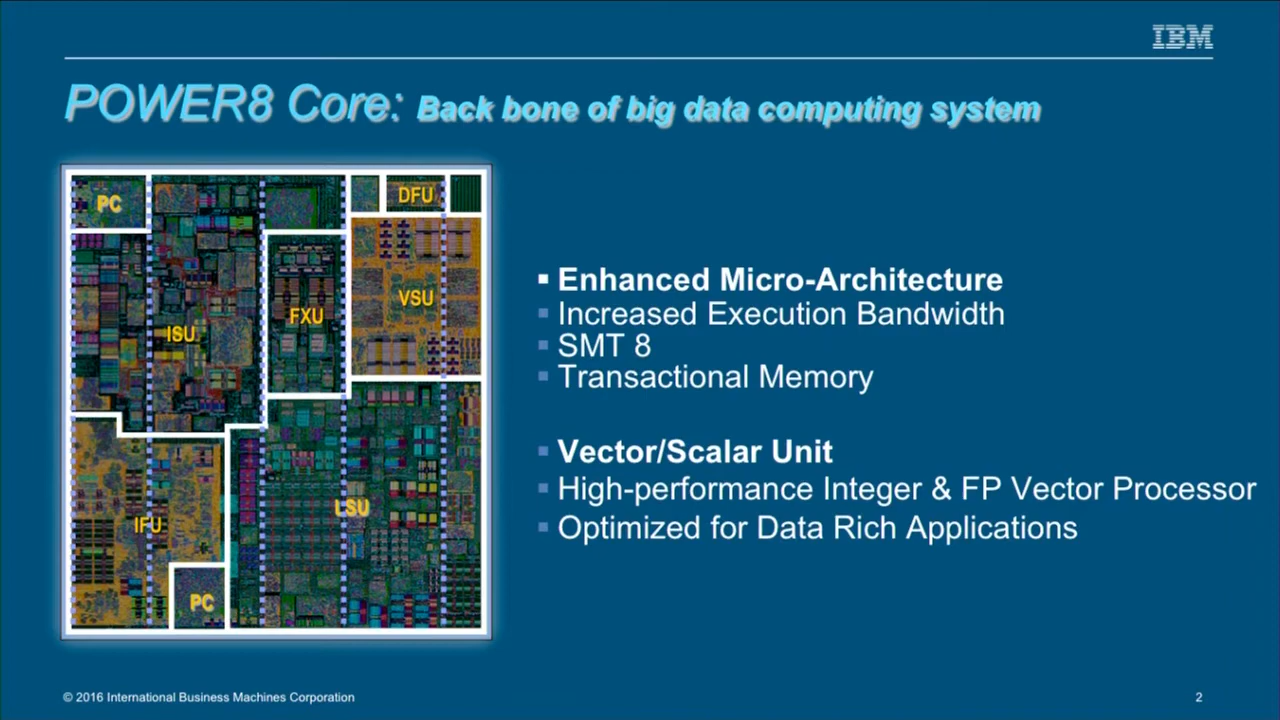 IBM
POWER8 Core: Back bone of big data computing system
PC
DFU
VSU
FXU
ISU
LSU
IFU
PC
▪ Enhanced Micro-Architecture
▪ Increased Execution Bandwidth
▪ SMT 8
▪ Transactional Memory
▪ Vector/Scalar Unit
▪ High-performance Integer & FP Vector Processor
▪ Optimized for Data Rich Applications
© 2016 International Business Machines Corporation
2